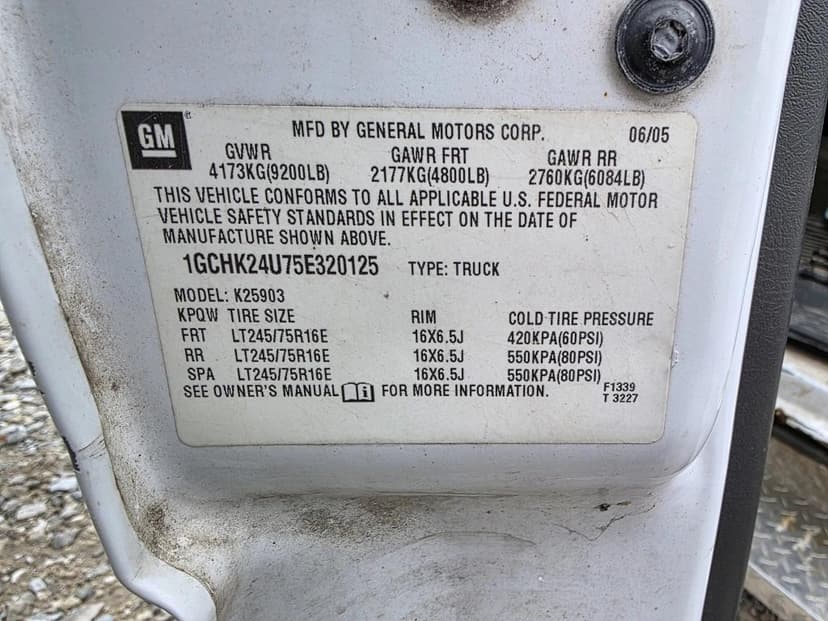 GM
MFD BY GENERAL MOTORS CORP. 06/05
GVWR GAWR FRT GAWR RR
4173KG(9200LB) 2177KG(4800LB) 2760KG(6084LB)
THIS VEHICLE CONFORMS TO ALL APPLICABLE U.S. FEDERAL MOTOR
VEHICLE SAFETY STANDARDS IN EFFECT ON THE DATE OF
MANUFACTURE SHOWN ABOVE.
1GCHK24U75E320125 TYPE: TRUCK
MODEL: K25903
KPQW TIRE SIZE RIM COLD TIRE PRESSURE
FRT LT245/75R16E 16X6.5J 420KPA(60PSI)
RR LT245/75R16E 16X6.5J 550KPA(80PSI)
SPA LT245/75R16E 16X6.5J 550KPA(80PSI)
SEE OWNER'S MANUAL FOR MORE INFORMATION. F1339
T 3227